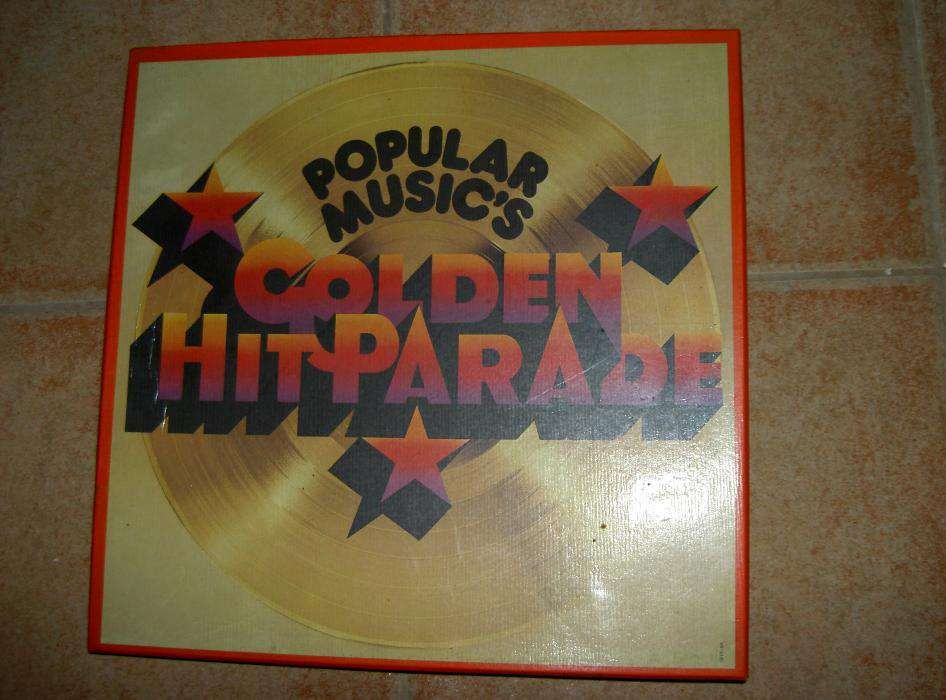 POPULAR
MUSIC'S
GOLDEN
HIT PARADE